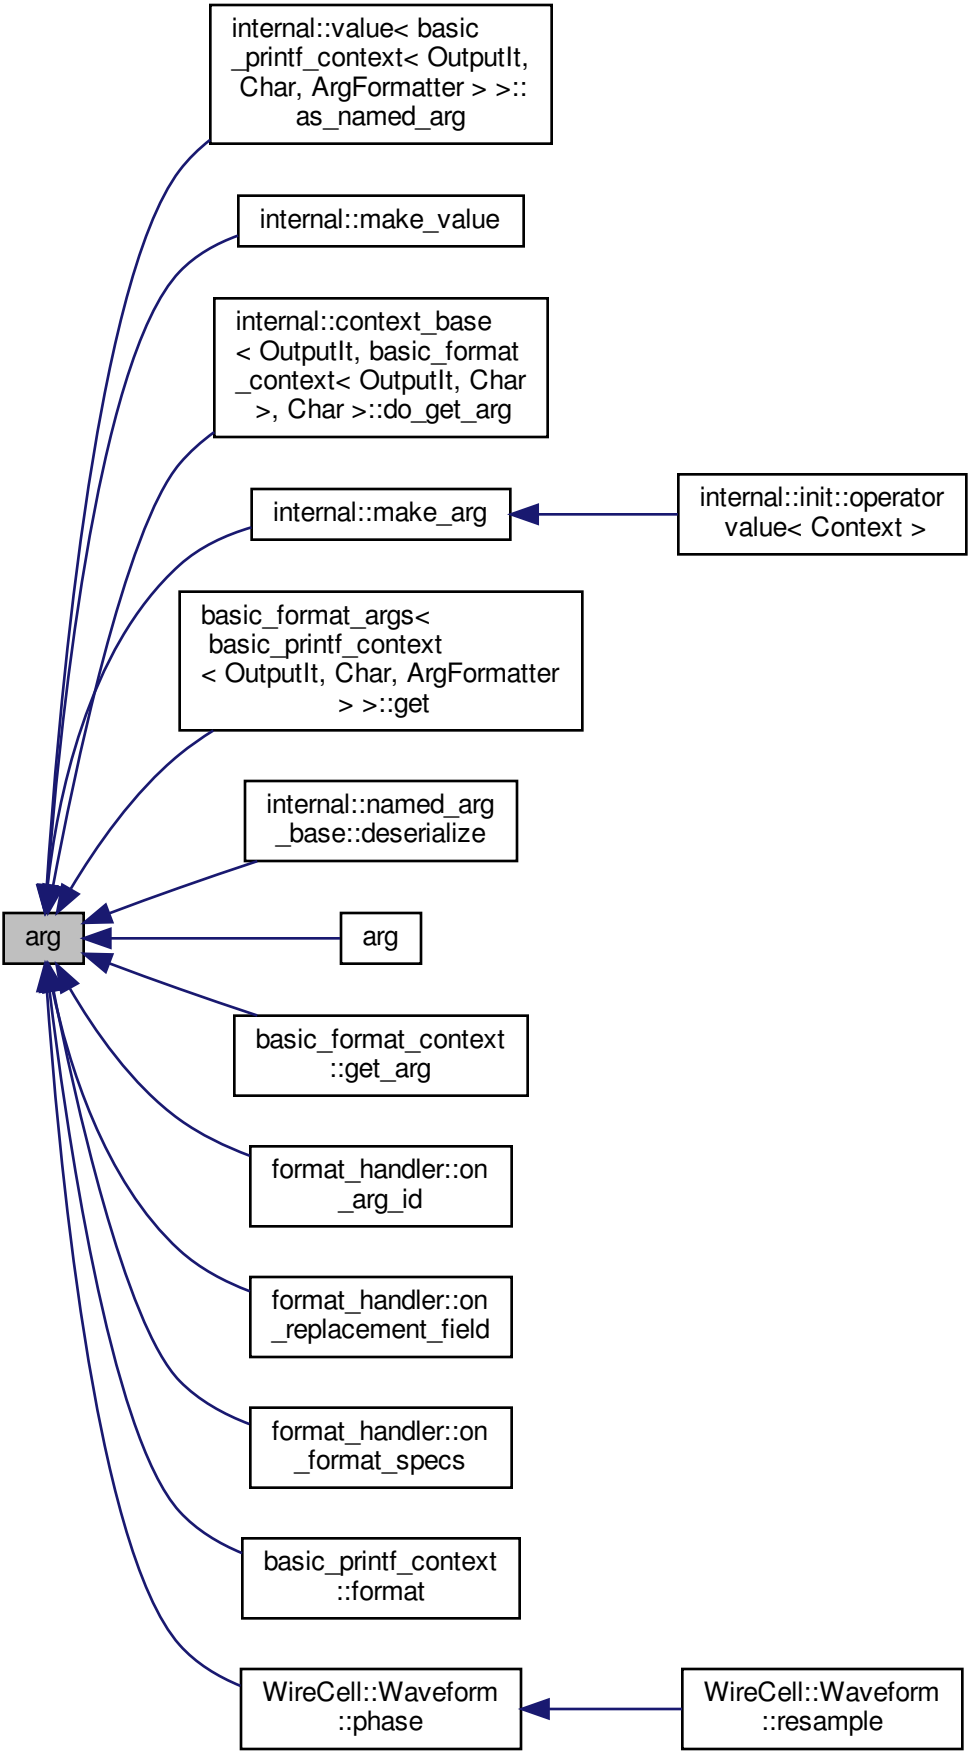 internal::value< basic
_printf_context< OutputIt,
Char, ArgFormatter > >::
as_named_arg
internal::make_value
internal::context_base
< OutputIt, basic_format
_context< OutputIt, Char
>, Char >::do_get_arg
internal::make_arg
internal::init::operator
value< Context >
basic_format_args<
basic_printf_context
< OutputIt, Char, ArgFormatter
> >::get
internal::named_arg
_base::deserialize
arg
arg
basic_format_context
::get_arg
format_handler::on
_arg_id
format_handler::on
_replacement_field
format_handler::on
_format_specs
basic_printf_context
::format
WireCell::Waveform
::phase
WireCell::Waveform
::resample